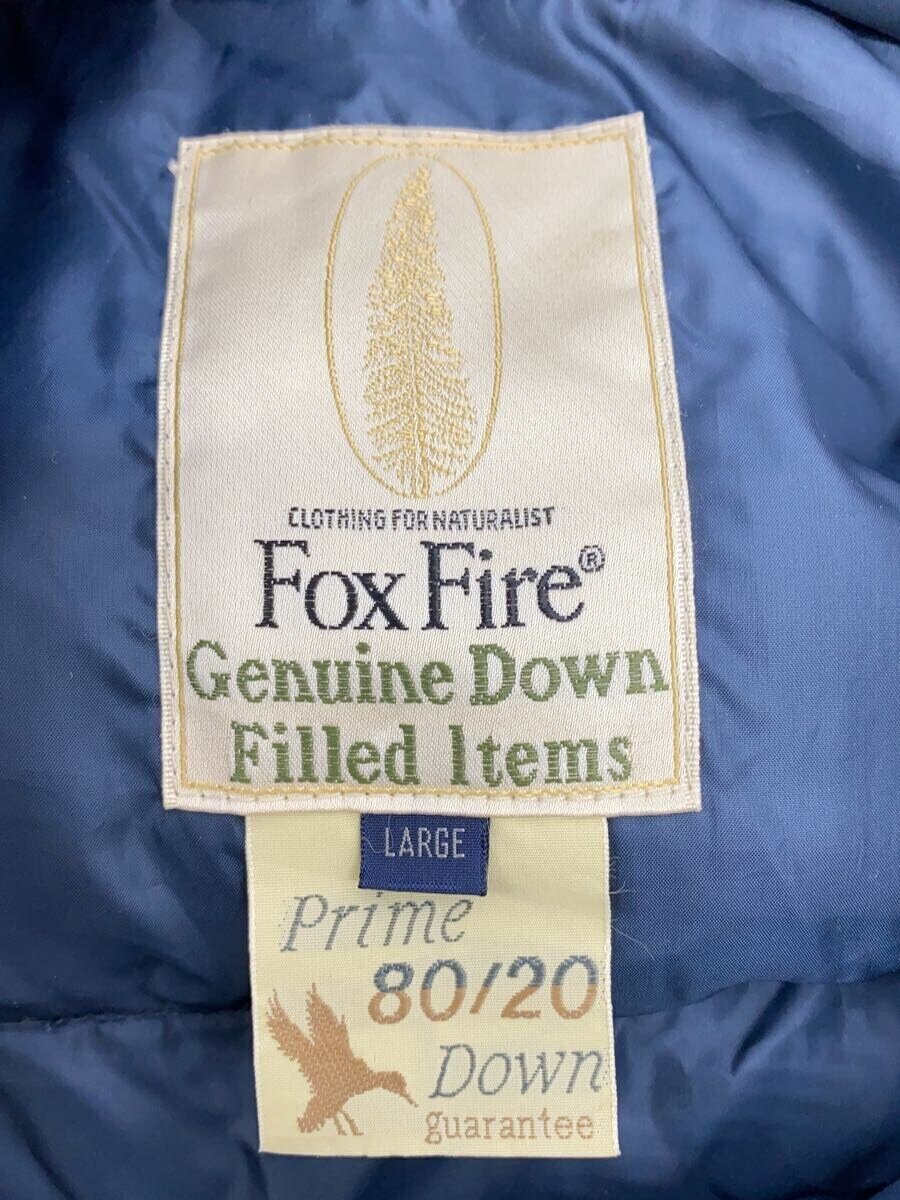 CLOTHING FOR NATURALIST
Fox Fire®
Genuine Down
Filled Items
LARGE
Prime
80/20
Down
guarantee